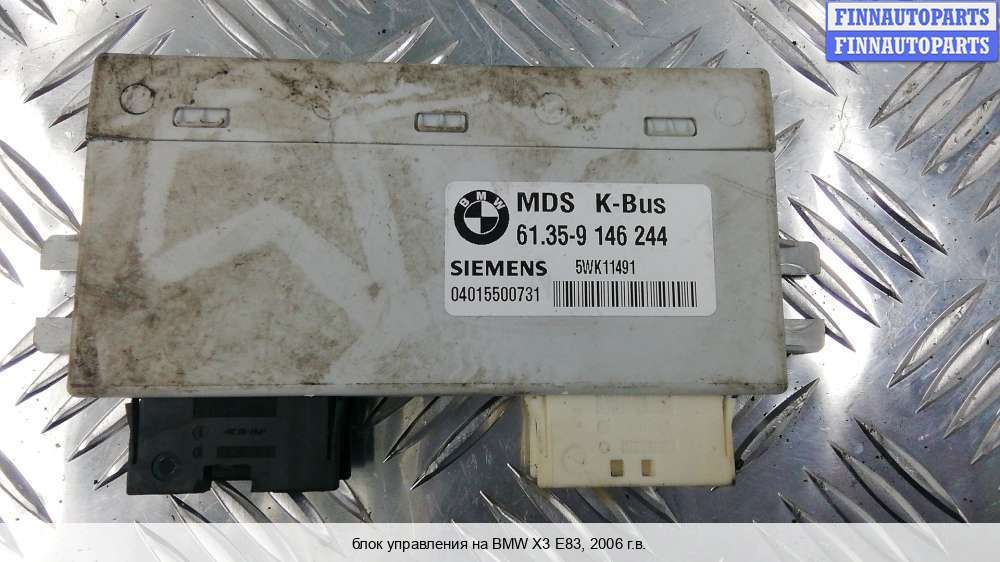 FINNAUTOPARTS
FINNAUTOPARTS
BMW
MDS K-Bus
61.35-9 146 244
SIEMENS 5WK11491
04015500731
блок управления на BMW X3 E83, 2006 г.в.